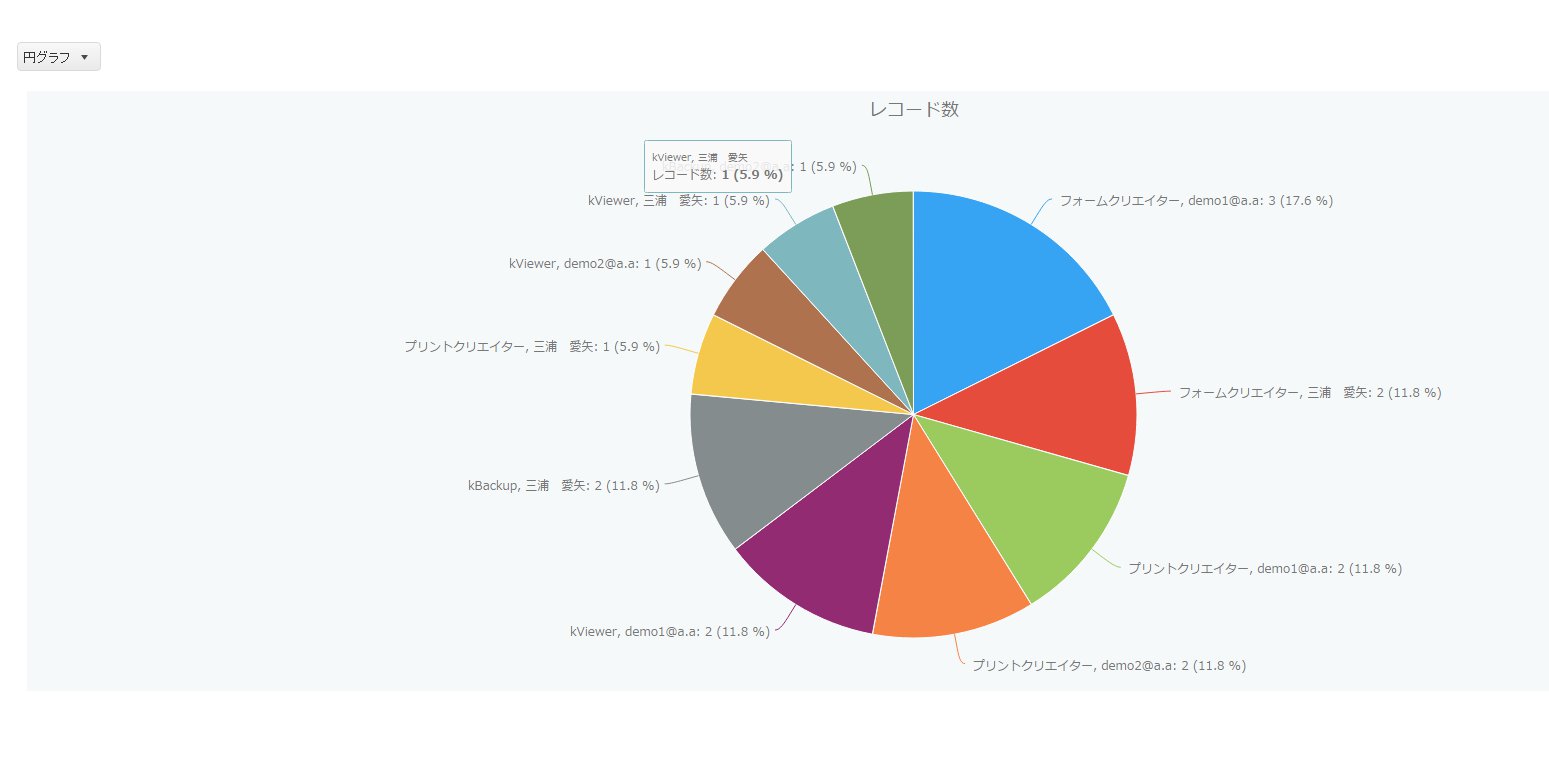 円グラフ
レコード数
kViewer, 三浦　愛矢
レコード数: 1 (5.9 %)
kBackup, demo2@a.a: 1 (5.9 %)
kViewer, 三浦　愛矢: 1 (5.9 %)
フォームクリエイター, demo1@a.a: 3 (17.6 %)
kViewer, demo2@a.a: 1 (5.9 %)
プリントクリエイター, 三浦　愛矢: 1 (5.9 %)
フォームクリエイター, 三浦　愛矢: 2 (11.8 %)
kBackup, 三浦　愛矢: 2 (11.8 %)
プリントクリエイター, demo1@a.a: 2 (11.8 %)
kViewer, demo1@a.a: 2 (11.8 %)
プリントクリエイター, demo2@a.a: 2 (11.8 %)